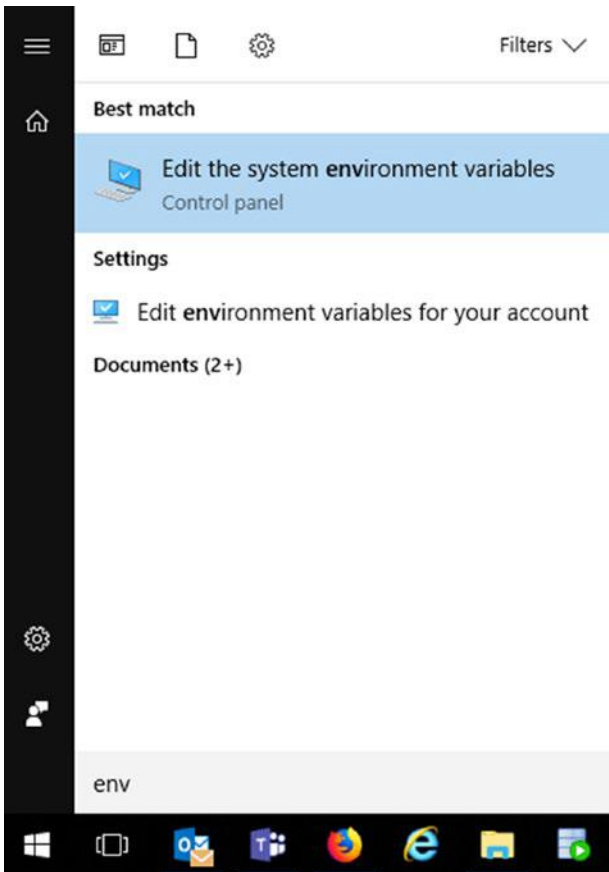 Filters
Best match
Edit the system environment variables
Control panel
Settings
Edit environment variables for your account
Documents (2+)
env